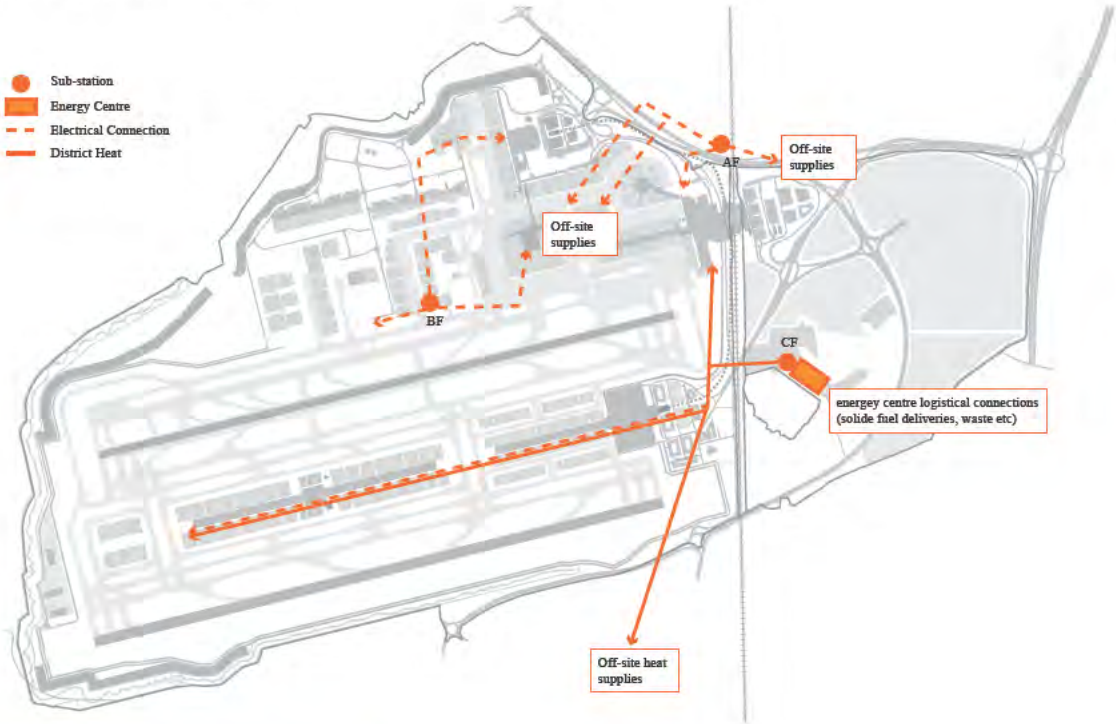 Sub-station
Energy Centre
Electrical Connection
District Heat
AF
Off-site
supplies
Off-site
supplies
BF
CF
energey centre logistical connections
(solide fuel deliveries, waste etc)
Off-site heat
supplies